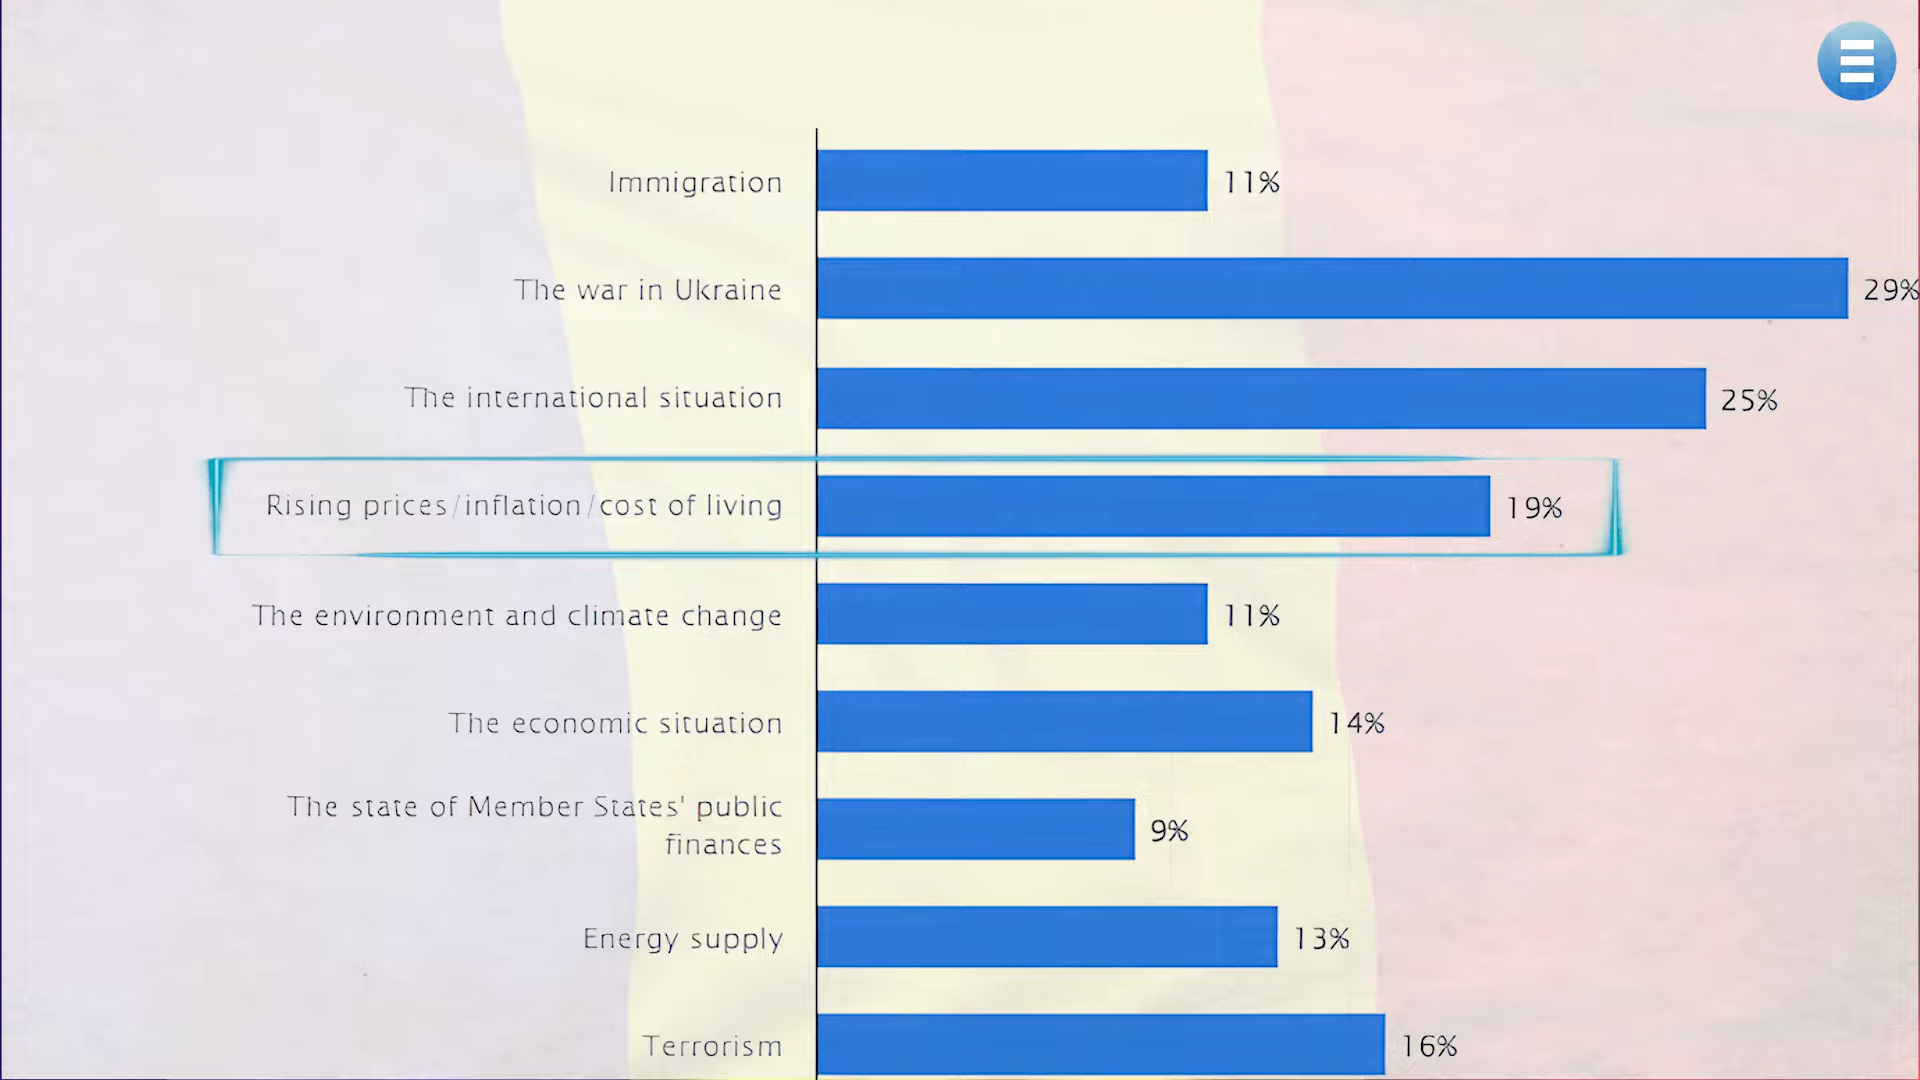 Immigration 11%
The war in Ukraine 29%
The international situation 25%
Rising prices/inflation/cost of living 19%
The environment and climate change 11%
The economic situation 14%
The state of Member States' public
finances 9%
Energy supply 13%
Terrorism 16%